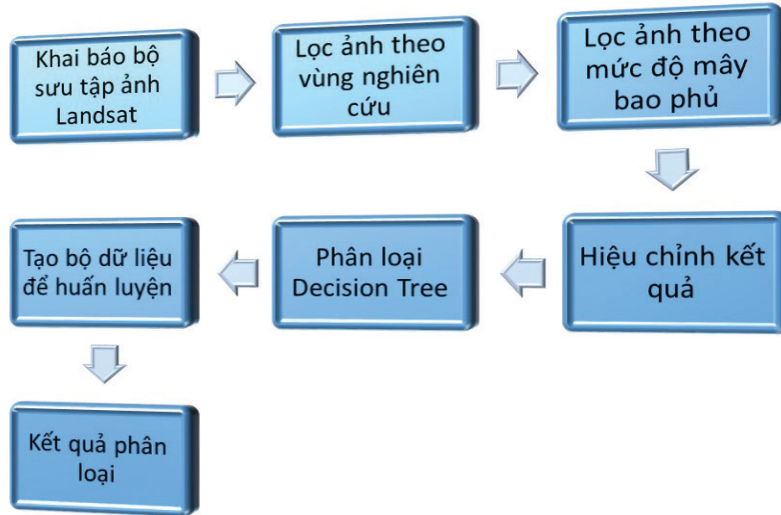 Khai báo bộ
sưu tập ảnh
Landsat
Lọc ảnh theo
vùng nghiên
cứu
Lọc ảnh theo
mức độ mây
bao phủ
Hiệu chỉnh kết
quả
Phân loại
Decision Tree
Tạo bộ dữ liệu
để huấn luyện
Kết quả phân
loại